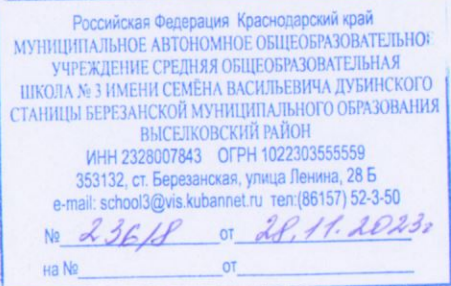 Российская Федерация Краснодарский край
МУНИЦИПАЛЬНОЕ АВТОНОМНОЕ ОБЩЕОБРАЗОВАТЕЛЬНОЕ
УЧРЕЖДЕНИЕ СРЕДНЯЯ ОБЩЕОБРАЗОВАТЕЛЬНАЯ
ШКОЛА № 3 ИМЕНИ СЕМЁНА ВАСИЛЬЕВИЧА ДУБИНСКОГО
СТАНИЦЫ БЕРЕЗАНСКОЙ МУНИЦИПАЛЬНОГО ОБРАЗОВАНИЯ
ВЫСЕЛКОВСКИЙ РАЙОН
ИНН 2328007843 ОГРН 1022303555559
353132, ст. Березанская, улица Ленина, 28 Б
e-mail: school3@vis.kubannet.ru тел:(86157) 52-3-50
№ 236/8 от 28.11.2023г
на № от